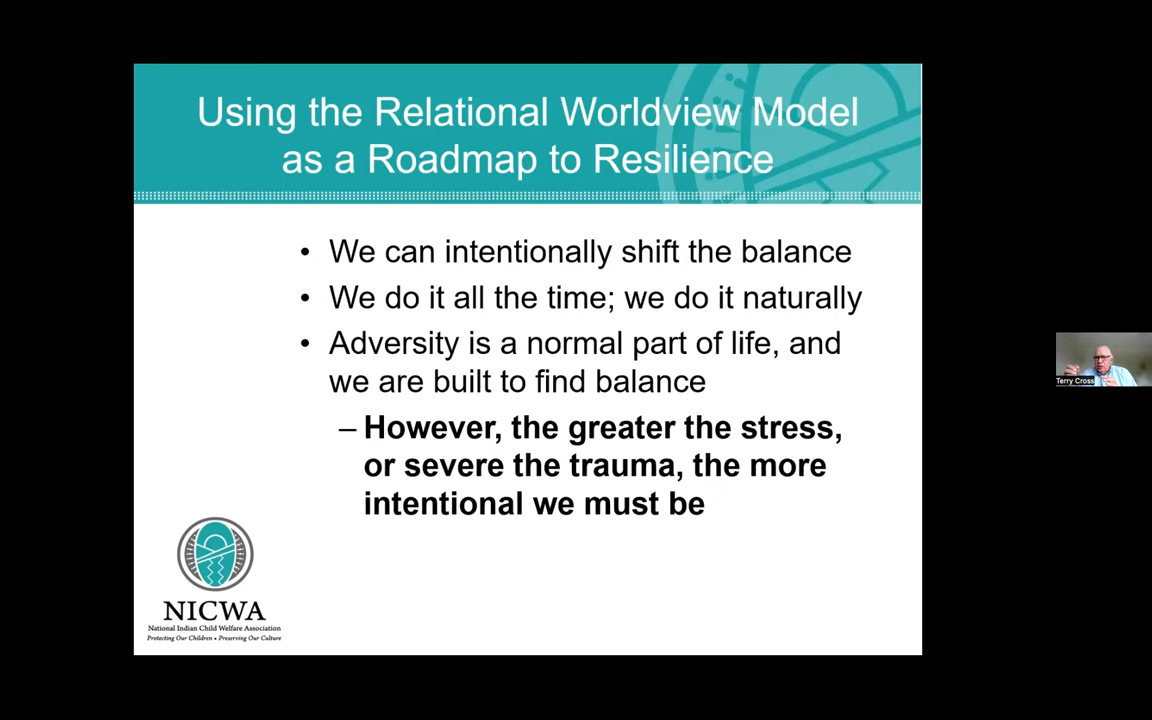 Using the Relational Worldview Model
as a Roadmap to Resilience
• We can intentionally shift the balance
• We do it all the time; we do it naturally
• Adversity is a normal part of life, and
we are built to find balance
– However, the greater the stress,
or severe the trauma, the more
intentional we must be
NICWA
National Indian Child Welfare Association
Protecting Our Children • Preserving Our Culture
Terry Cross